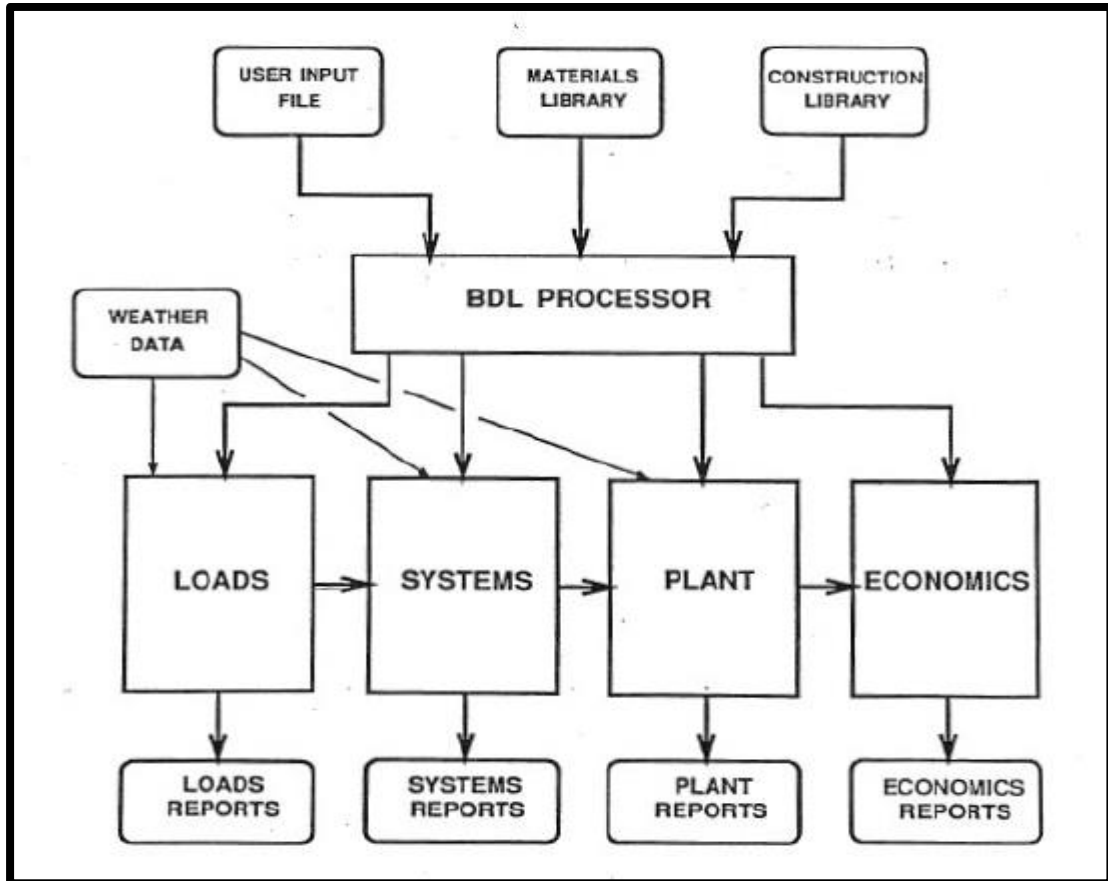 USER INPUT
FILE
MATERIALS
LIBRARY
CONSTRUCTION
LIBRARY
BDL PROCESSOR
WEATHER
DATA
LOADS
SYSTEMS
PLANT
ECONOMICS
LOADS
REPORTS
SYSTEMS
REPORTS
PLANT
REPORTS
ECONOMICS
REPORTS